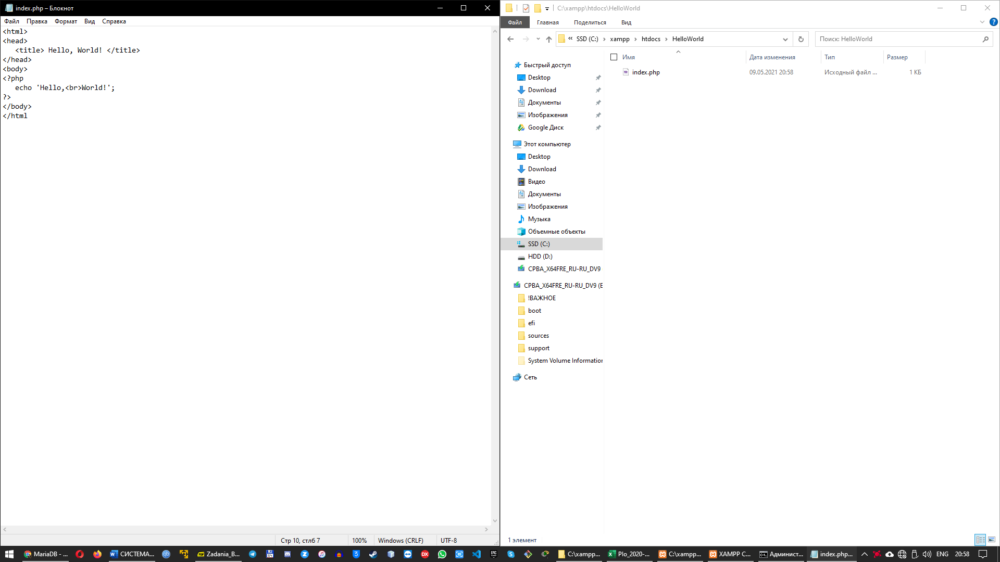 index.php – Блокнот
Файл Правка Формат Вид Справка
<html>
<head>
   <title> Hello, World! </title>
</head>
<body>
<?php
   echo 'Hello,<br>World!';
?>
</body>
</html
Стр 10, стлб 7 100% Windows (CRLF) UTF-8
C:\xampp\htdocs\HelloWorld
Файл Главная Поделиться Вид
« SSD (C:) › xampp › htdocs › HelloWorld
Поиск: HelloWorld
Имя Дата изменения Тип Размер
index.php 09.05.2021 20:58 Исходный файл ... 1 КБ
Быстрый доступ
Desktop
Download
Документы
Изображения
Google Диск
Этот компьютер
Desktop
Download
Видео
Документы
Изображения
Музыка
Объемные объекты
SSD (C:)
HDD (D:)
CPBA_X64FRE_RU-RU_DV9
CPBA_X64FRE_RU-RU_DV9 (E
!ВАЖНОЕ
boot
efi
sources
support
System Volume Information
Сеть
1 элемент
MariaDB - ... СИСТЕМА... Zadania_B... C:\xampp... Plo_2020-... C:\xampp... XAMPP C... Админист... index.php... ENG 20:58